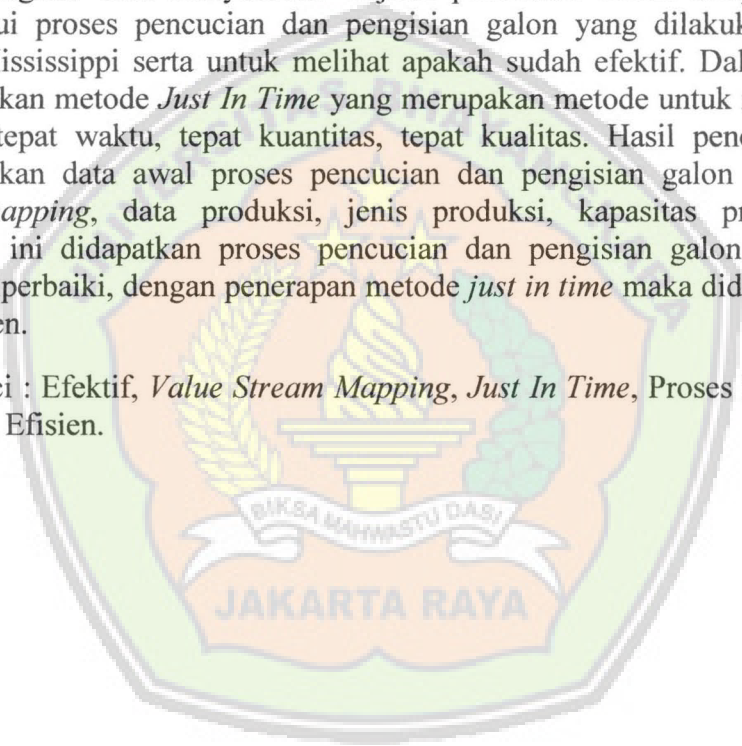 ui proses pencucian dan pengisian galon yang dilakuk
ississippi serta untuk melihat apakah sudah efektif. Dal
kan metode Just In Time yang merupakan metode untuk
tepat waktu, tepat kuantitas, tepat kualitas. Hasil pen
kan data awal proses pencucian dan pengisian galon
apping, data produksi, jenis produksi, kapasitas pr
ini didapatkan proses pencucian dan pengisian galon
perbaiki, dengan penerapan metode just in time maka did
en.
ci : Efektif, Value Stream Mapping, Just In Time, Proses
Efisien.
UNIVERSITAS BHAYANGKARA
BIKSA MAHWASTU DASI
JAKARTA RAYA